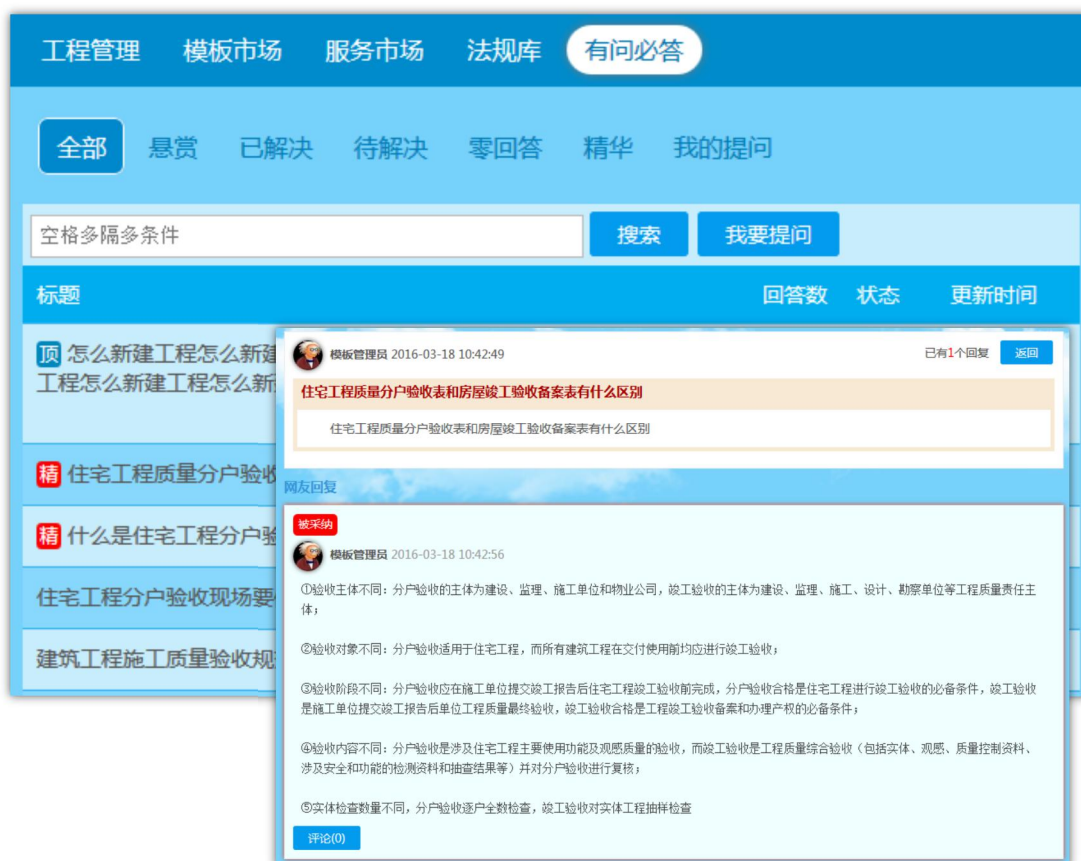 工程管理 模板市场 服务市场 法规库 有问必答
全部 悬赏 已解决 待解决 零回答 精华 我的提问
空格多隔多条件 搜索 我要提问
标题 回答数 状态 更新时间
顶 怎么新建工程怎么新建
工程怎么新建工程怎么新
精 住宅工程质量分户验收
精 什么是住宅工程分户验
住宅工程分户验收现场要
建筑工程施工质量验收规
模板管理员 2016-03-18 10:42:49 已有1个回复 返回
住宅工程质量分户验收表和房屋竣工验收备案表有什么区别
住宅工程质量分户验收表和房屋竣工验收备案表有什么区别
网友回复
被采纳
模板管理员 2016-03-18 10:42:56
①验收主体不同：分户验收的主体为建设、监理、施工单位和物业公司，竣工验收的主体为建设、监理、施工、设计、勘察单位等工程质量责任主
体；
②验收对象不同：分户验收适用于住宅工程，而所有建筑工程在交付使用前均应进行竣工验收；
③验收阶段不同：分户验收应在施工单位提交竣工报告后住宅工程竣工验收前完成，分户验收合格是住宅工程进行竣工验收的必备条件，竣工验收
是施工单位提交竣工报告后单位工程质量最终验收，竣工验收合格是工程竣工验收备案和办理产权的必备条件；
④验收内容不同：分户验收是涉及住宅工程主要使用功能及观感质量的验收，而竣工验收是工程质量综合验收（包括实体、观感、质量控制资料、
涉及安全和功能的检测资料和抽查结果等）并对分户验收进行复核；
⑤实体检查数量不同，分户验收逐户全数检查，竣工验收对实体工程抽样检查
评论(0)